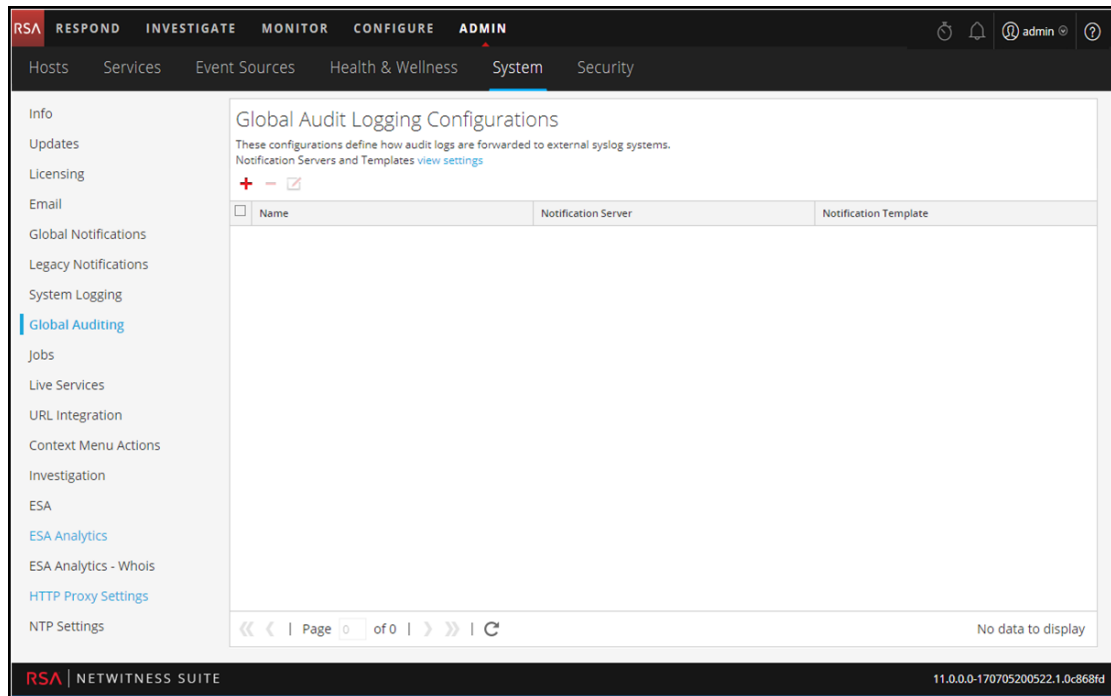 RSA RESPOND INVESTIGATE MONITOR CONFIGURE ADMIN admin
Hosts Services Event Sources Health & Wellness System Security
Info
Updates
Licensing
Email
Global Notifications
Legacy Notifications
System Logging
Global Auditing
Jobs
Live Services
URL Integration
Context Menu Actions
Investigation
ESA
ESA Analytics
ESA Analytics - Whois
HTTP Proxy Settings
NTP Settings
Global Audit Logging Configurations
These configurations define how audit logs are forwarded to external syslog systems.
Notification Servers and Templates view settings
Name Notification Server Notification Template
Page 0 of 0 No data to display
RSA NETWITNESS SUITE 11.0.0.0-170705200522.1.0c868fd